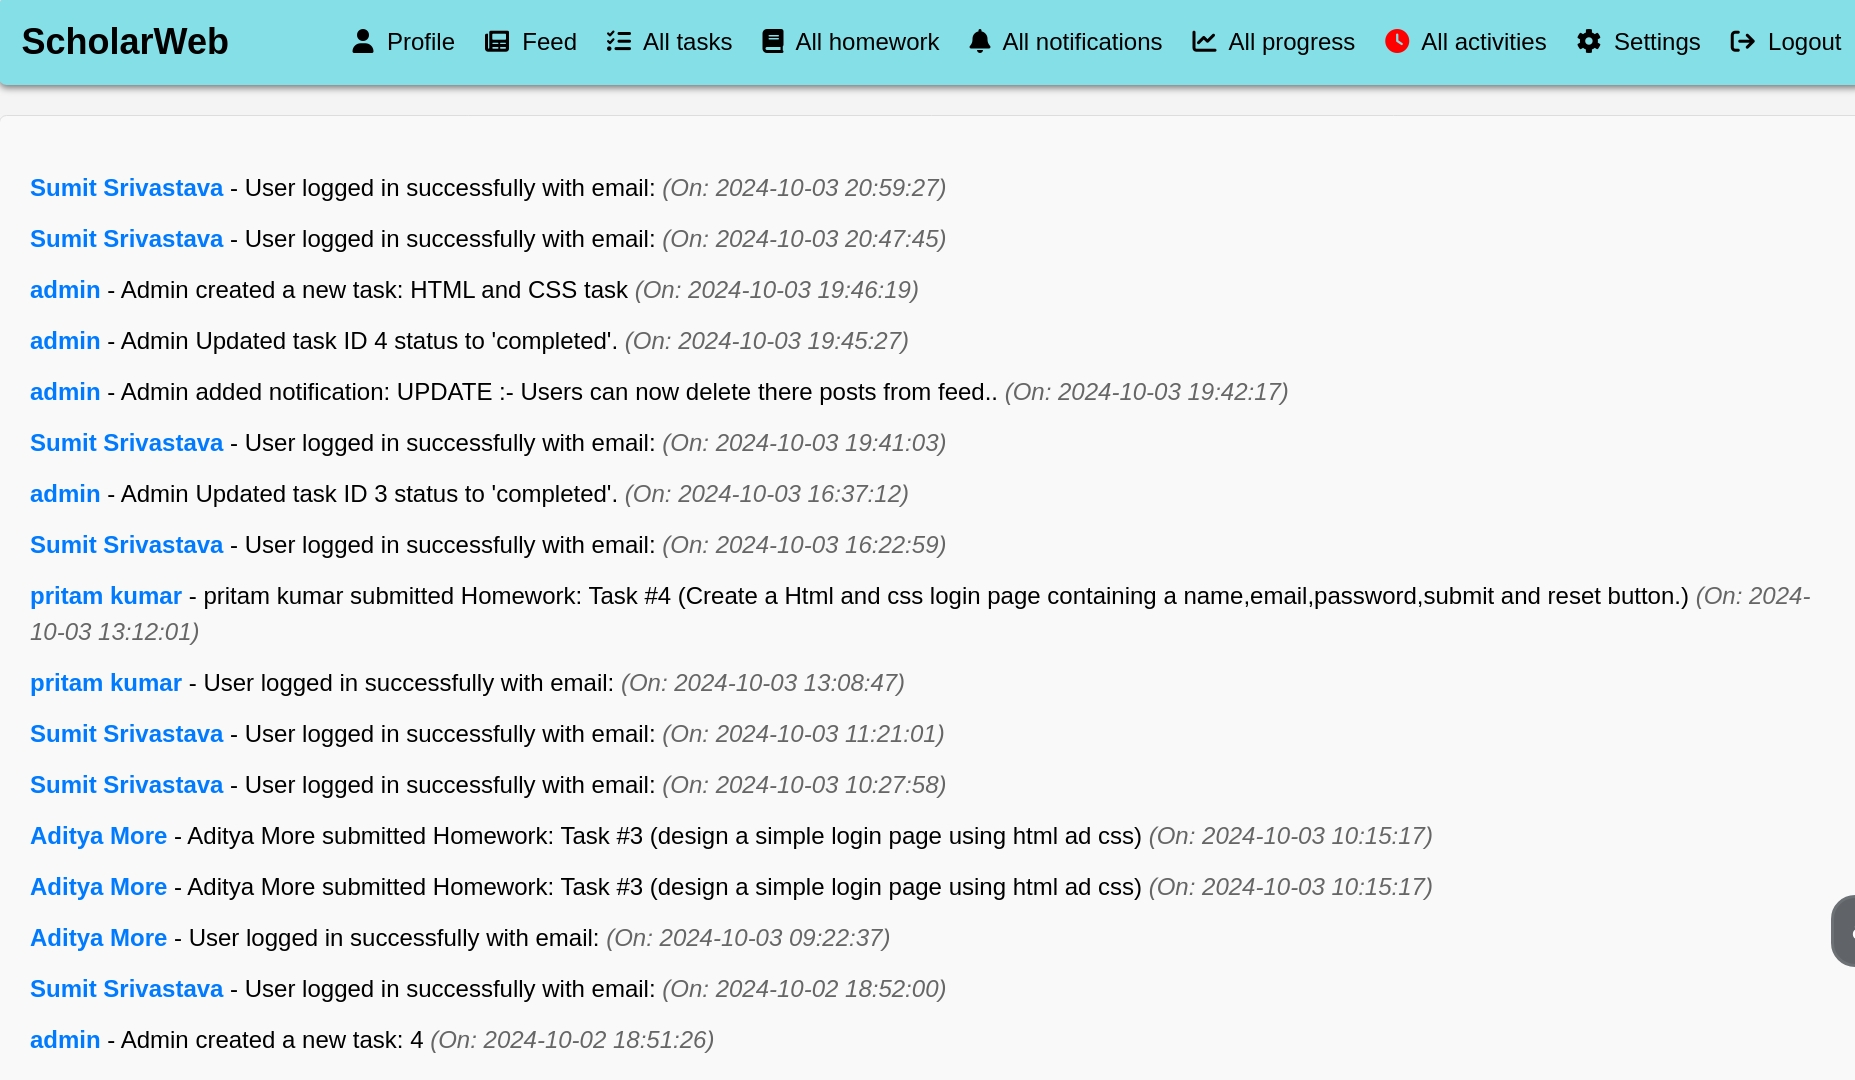 ScholarWeb Profile Feed All tasks All homework All notifications All progress All activities Settings Logout
Sumit Srivastava - User logged in successfully with email: (On: 2024-10-03 20:59:27)
Sumit Srivastava - User logged in successfully with email: (On: 2024-10-03 20:47:45)
admin - Admin created a new task: HTML and CSS task (On: 2024-10-03 19:46:19)
admin - Admin Updated task ID 4 status to 'completed'. (On: 2024-10-03 19:45:27)
admin - Admin added notification: UPDATE :- Users can now delete there posts from feed.. (On: 2024-10-03 19:42:17)
Sumit Srivastava - User logged in successfully with email: (On: 2024-10-03 19:41:03)
admin - Admin Updated task ID 3 status to 'completed'. (On: 2024-10-03 16:37:12)
Sumit Srivastava - User logged in successfully with email: (On: 2024-10-03 16:22:59)
pritam kumar - pritam kumar submitted Homework: Task #4 (Create a Html and css login page containing a name,email,password,submit and reset button.) (On: 2024-
10-03 13:12:01)
pritam kumar - User logged in successfully with email: (On: 2024-10-03 13:08:47)
Sumit Srivastava - User logged in successfully with email: (On: 2024-10-03 11:21:01)
Sumit Srivastava - User logged in successfully with email: (On: 2024-10-03 10:27:58)
Aditya More - Aditya More submitted Homework: Task #3 (design a simple login page using html ad css) (On: 2024-10-03 10:15:17)
Aditya More - Aditya More submitted Homework: Task #3 (design a simple login page using html ad css) (On: 2024-10-03 10:15:17)
Aditya More - User logged in successfully with email: (On: 2024-10-03 09:22:37)
Sumit Srivastava - User logged in successfully with email: (On: 2024-10-02 18:52:00)
admin - Admin created a new task: 4 (On: 2024-10-02 18:51:26)